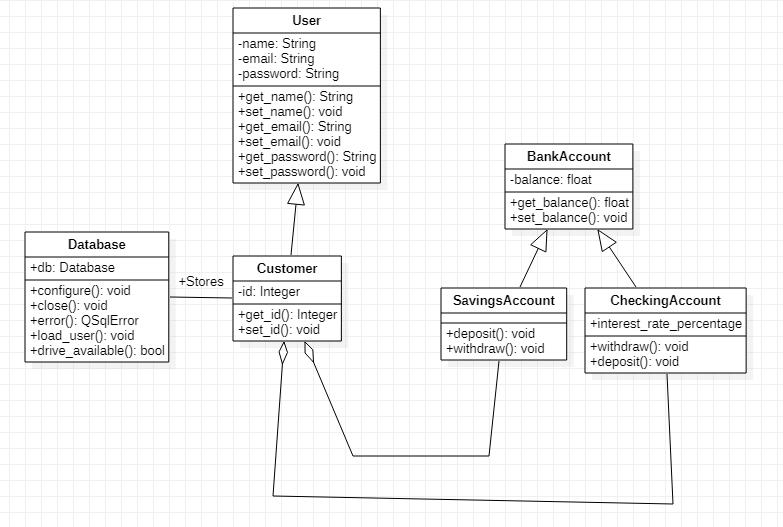 User
-name: String
-email: String
-password: String
+get_name(): String
+set_name(): void
+get_email(): String
+set_email(): void
+get_password(): String
+set_password(): void
BankAccount
-balance: float
+get_balance(): float
+set_balance(): void
Database
+db: Database
+configure(): void
+close(): void
+error(): QSqlError
+load_user(): void
+drive_available(): bool
+Stores
Customer
-id: Integer
+get_id(): Integer
+set_id(): void
SavingsAccount
+deposit(): void
+withdraw(): void
CheckingAccount
+interest_rate_percentage
+withdraw(): void
+deposit(): void